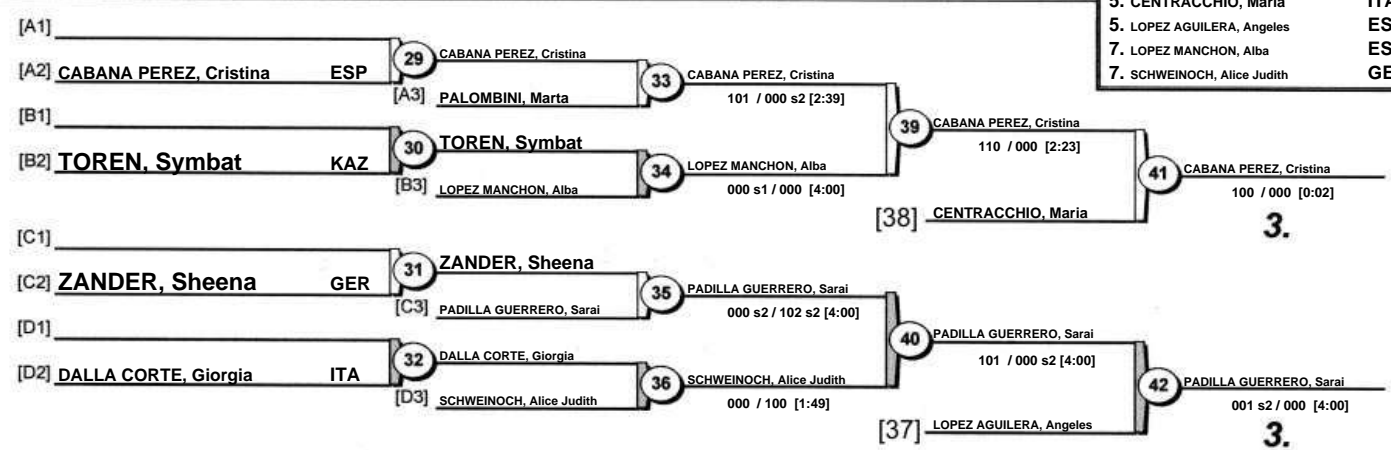 5. CENTRACCHIO, Maria ITA
5. LOPEZ AGUILERA, Angeles ES
7. LOPEZ MANCHON, Alba ES
7. SCHWEINOCH, Alice Judith GE
[A1]
[A2] CABANA PEREZ, Cristina ESP
29
CABANA PEREZ, Cristina
[A3] PALOMBINI, Marta
33
CABANA PEREZ, Cristina
101 / 000 s2 [2:39]
[B1]
[B2] TOREN, Symbat KAZ
30
TOREN, Symbat
[B3] LOPEZ MANCHON, Alba
34
LOPEZ MANCHON, Alba
000 s1 / 000 [4:00]
39
CABANA PEREZ, Cristina
110 / 000 [2:23]
[38] CENTRACCHIO, Maria
41
CABANA PEREZ, Cristina
100 / 000 [0:02]
3.
[C1]
[C2] ZANDER, Sheena GER
31
ZANDER, Sheena
[C3] PADILLA GUERRERO, Sarai
35
PADILLA GUERRERO, Sarai
000 s2 / 102 s2 [4:00]
[D1]
[D2] DALLA CORTE, Giorgia ITA
32
DALLA CORTE, Giorgia
[D3] SCHWEINOCH, Alice Judith
36
SCHWEINOCH, Alice Judith
000 / 100 [1:49]
40
PADILLA GUERRERO, Sarai
101 / 000 s2 [4:00]
[37] LOPEZ AGUILERA, Angeles
42
PADILLA GUERRERO, Sarai
001 s2 / 000 [4:00]
3.